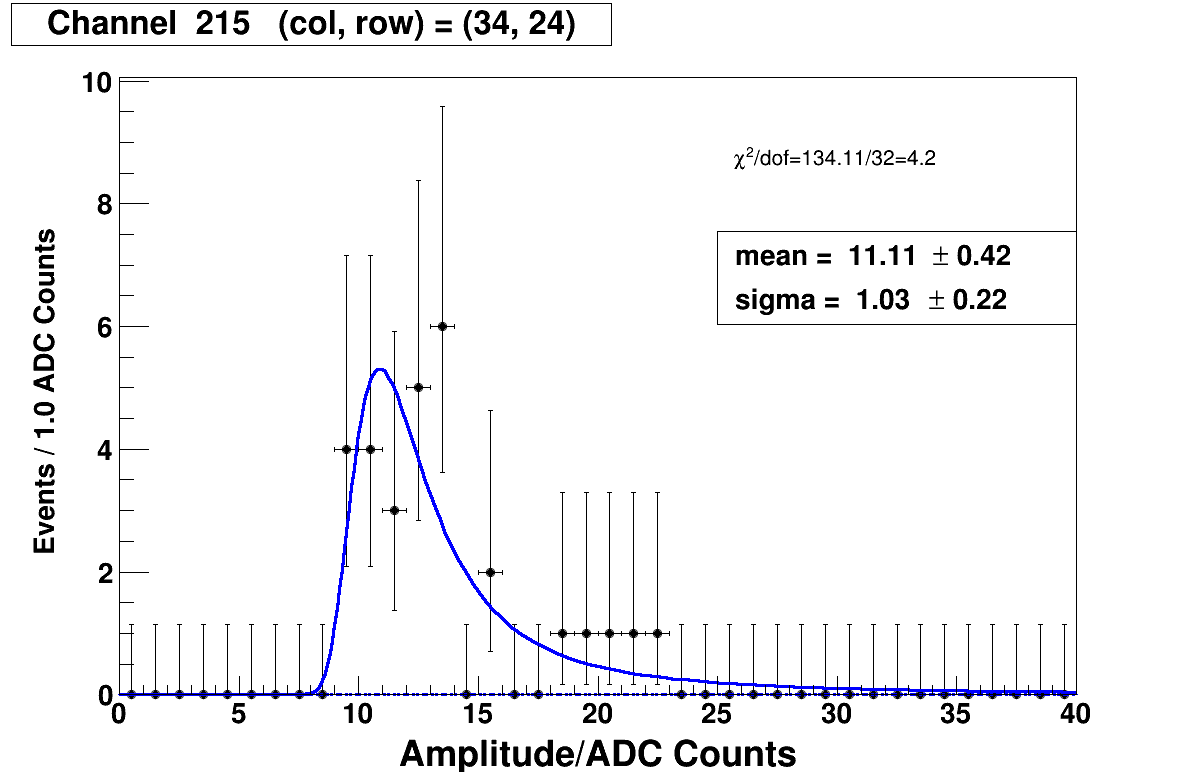 Channel 215 (col, row) = (34, 24)
10
8
6
4
2
0
Events / 1.0 ADC Counts
χ²/dof=134.11/32=4.2
mean = 11.11 ± 0.42
sigma = 1.03 ± 0.22
0 5 10 15 20 25 30 35 40
Amplitude/ADC Counts